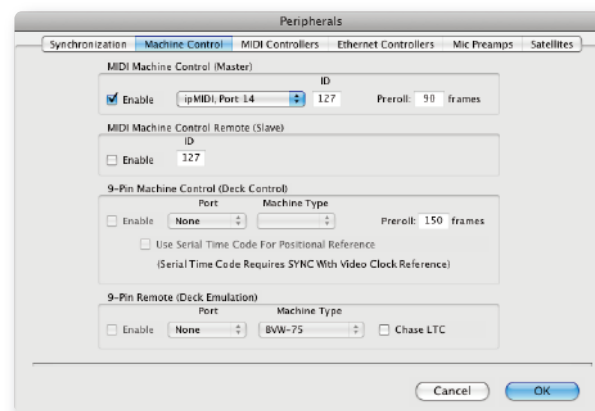 Peripherals
Synchronization Machine Control MIDI Controllers Ethernet Controllers Mic Preamps Satellites
MIDI Machine Control (Master)
ID
Enable ipMIDI, Port 14 127 Preroll: 90 frames
MIDI Machine Control Remote (Slave)
ID
Enable 127
9-Pin Machine Control (Deck Control)
Port Machine Type
Enable None Preroll: 150 frames
Use Serial Time Code For Positional Reference
(Serial Time Code Requires SYNC With Video Clock Reference)
9-Pin Remote (Deck Emulation)
Port Machine Type
Enable None BVW-75 Chase LTC
Cancel OK